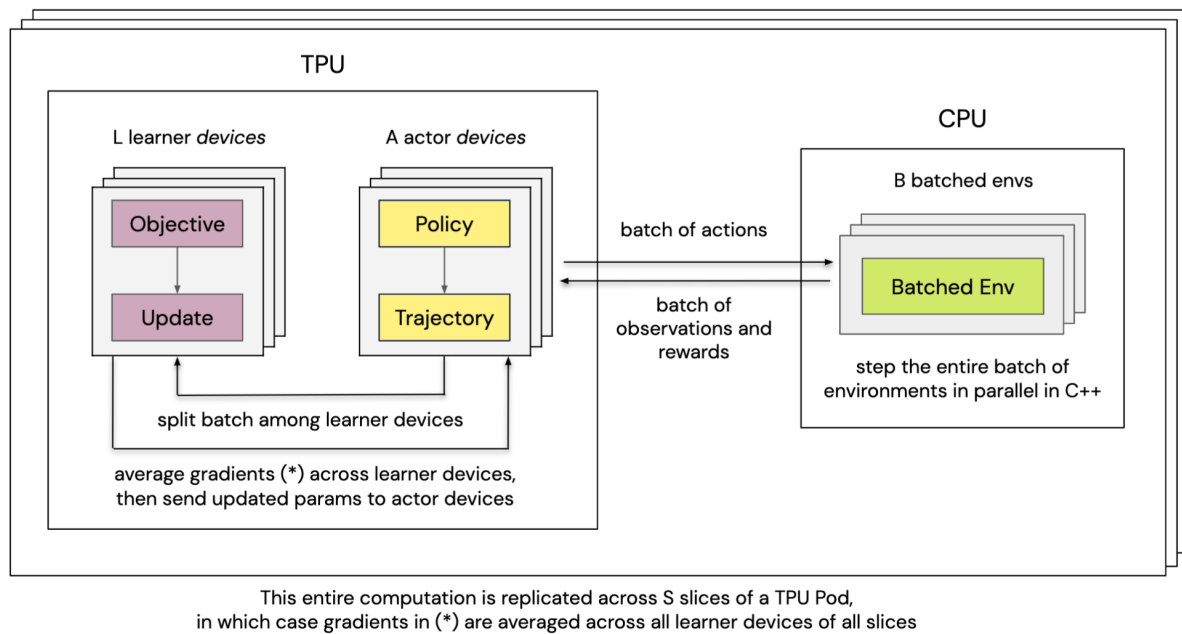 TPU
L learner devices
A actor devices
Objective
Update
Policy
Trajectory
split batch among learner devices
average gradients (*) across learner devices,
then send updated params to actor devices
batch of actions
batch of
observations and
rewards
CPU
B batched envs
Batched Env
step the entire batch of
environments in parallel in C++
This entire computation is replicated across S slices of a TPU Pod,
in which case gradients in (*) are averaged across all learner devices of all slices